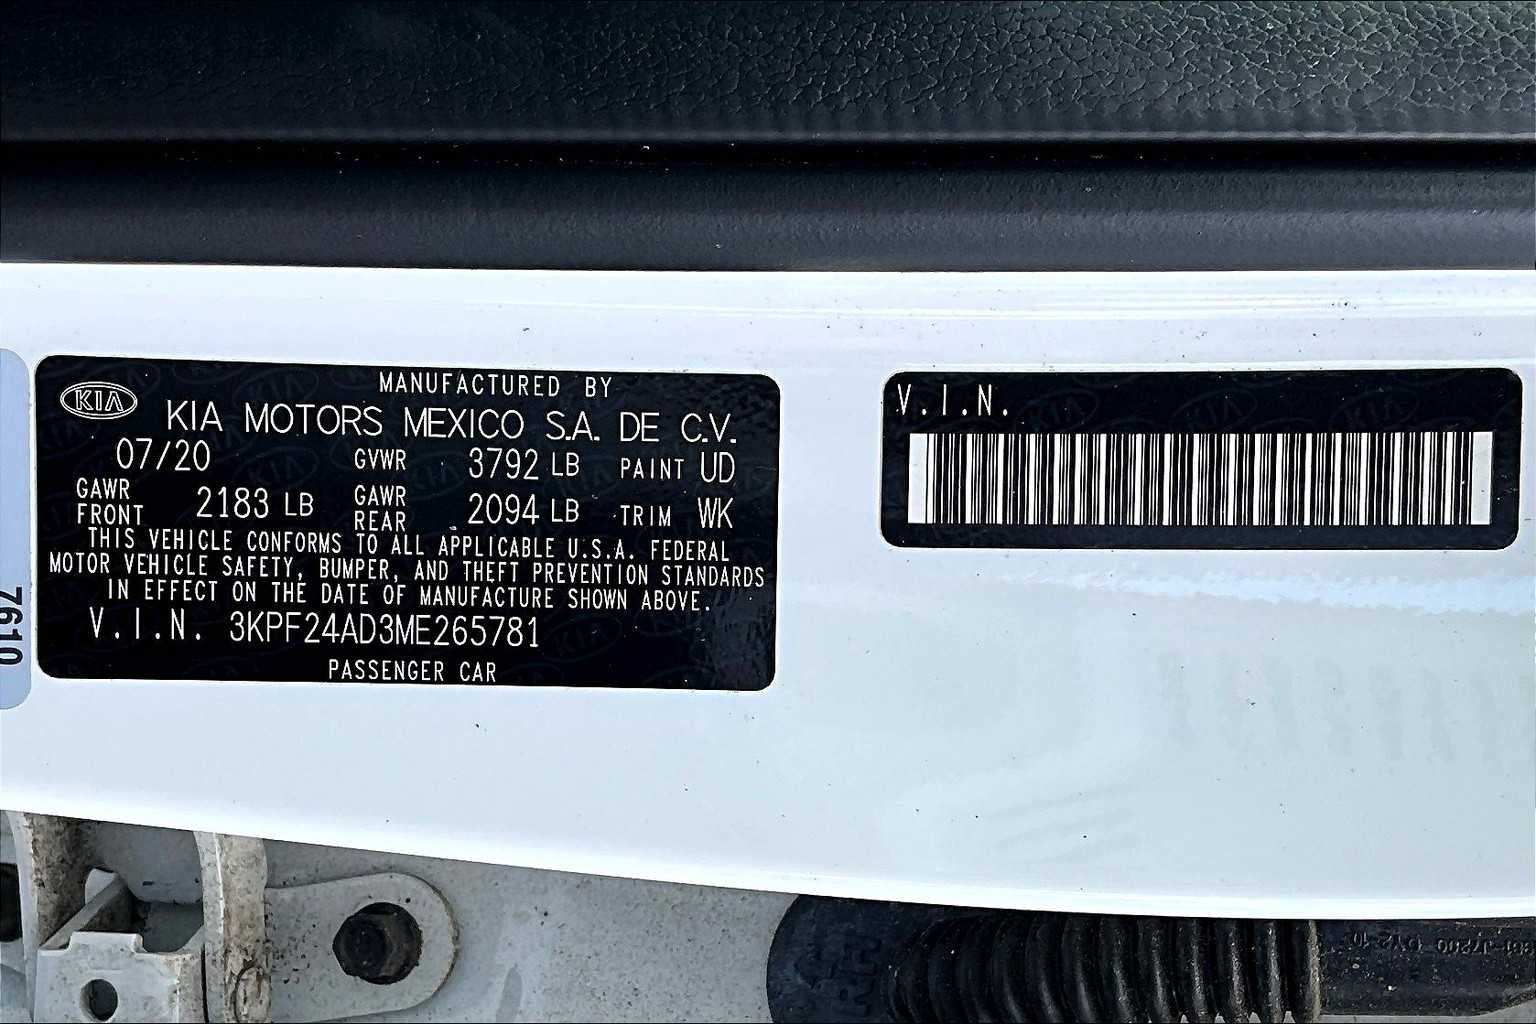 KIA
MANUFACTURED BY
KIA MOTORS MEXICO S.A. DE C.V.
07/20 GVWR 3792 LB PAINT UD
GAWR FRONT 2183 LB GAWR REAR 2094 LB TRIM WK
THIS VEHICLE CONFORMS TO ALL APPLICABLE U.S.A. FEDERAL
MOTOR VEHICLE SAFETY, BUMPER, AND THEFT PREVENTION STANDARDS
IN EFFECT ON THE DATE OF MANUFACTURE SHOWN ABOVE.
V.I.N. 3KPF24AD3ME265781
PASSENGER CAR
V.I.N.
7610